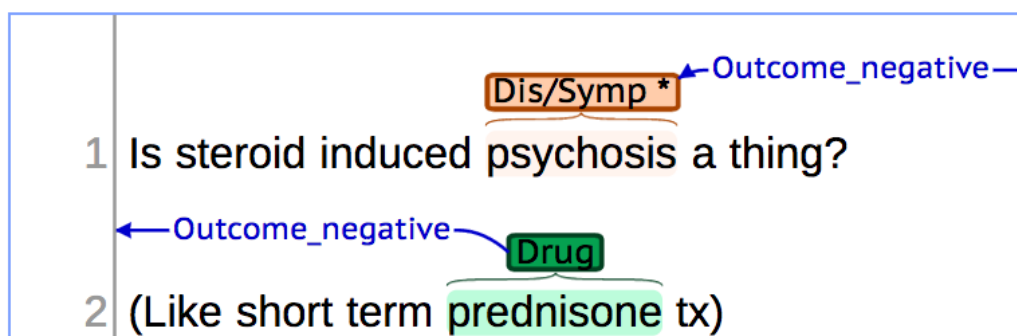 Outcome_negative
Dis/Symp *
1 Is steroid induced psychosis a thing?
Outcome_negative
Drug
2 (Like short term prednisone tx)